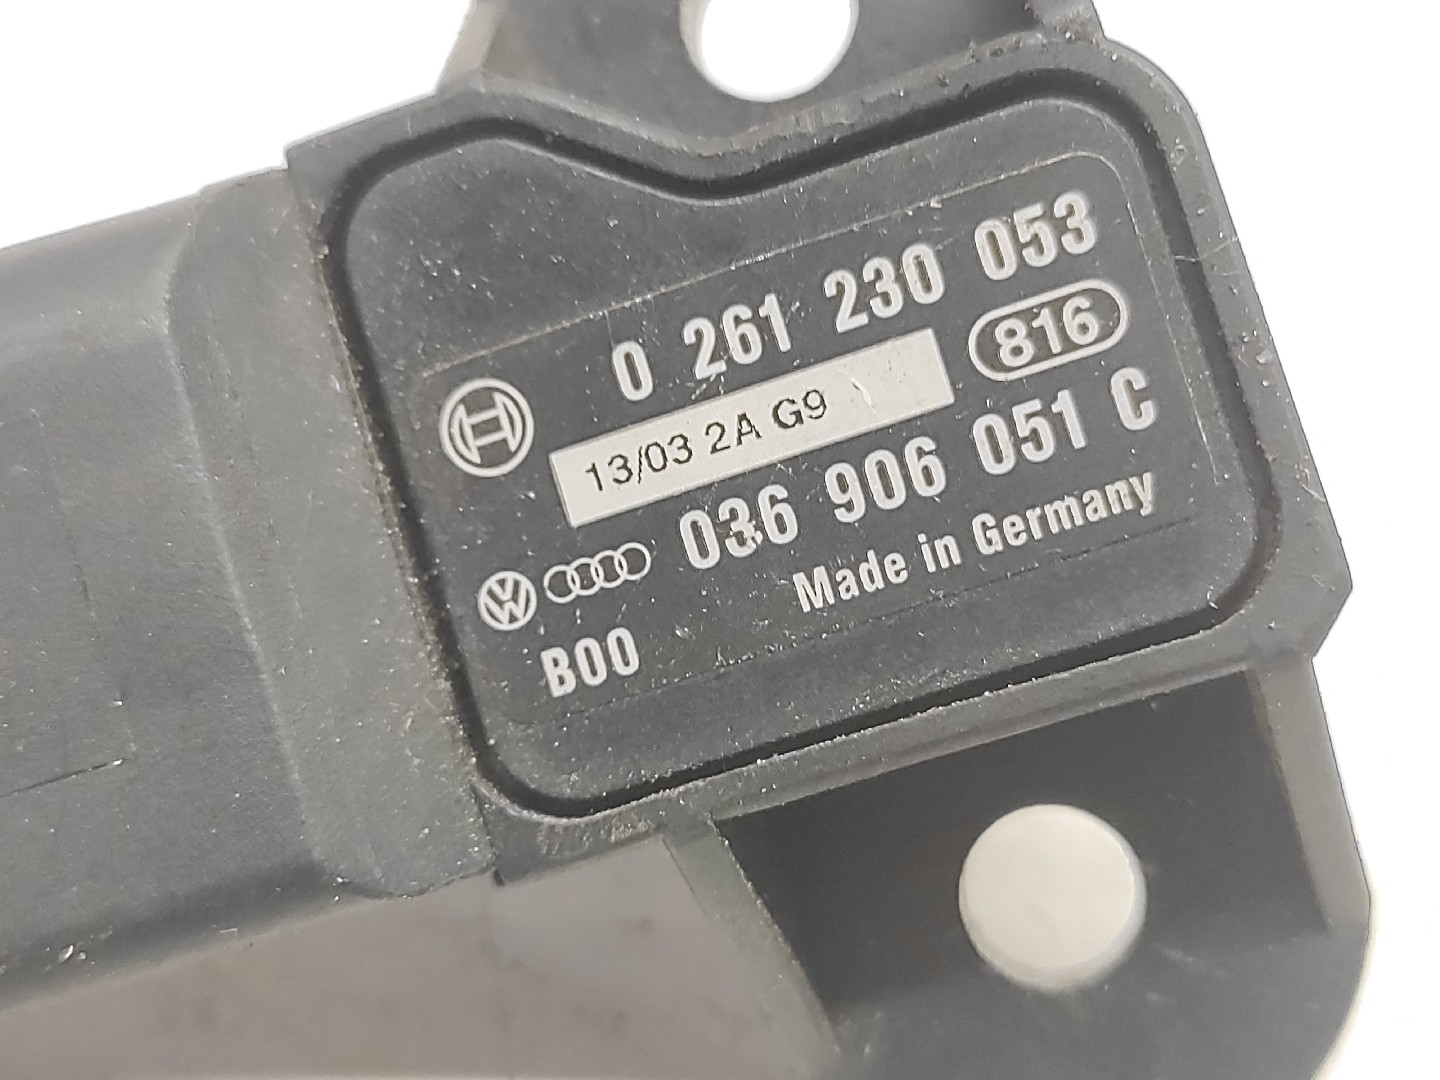 0 261 230 053
816
13/03 2A G9
036 906 051 C
Made in Germany
B00